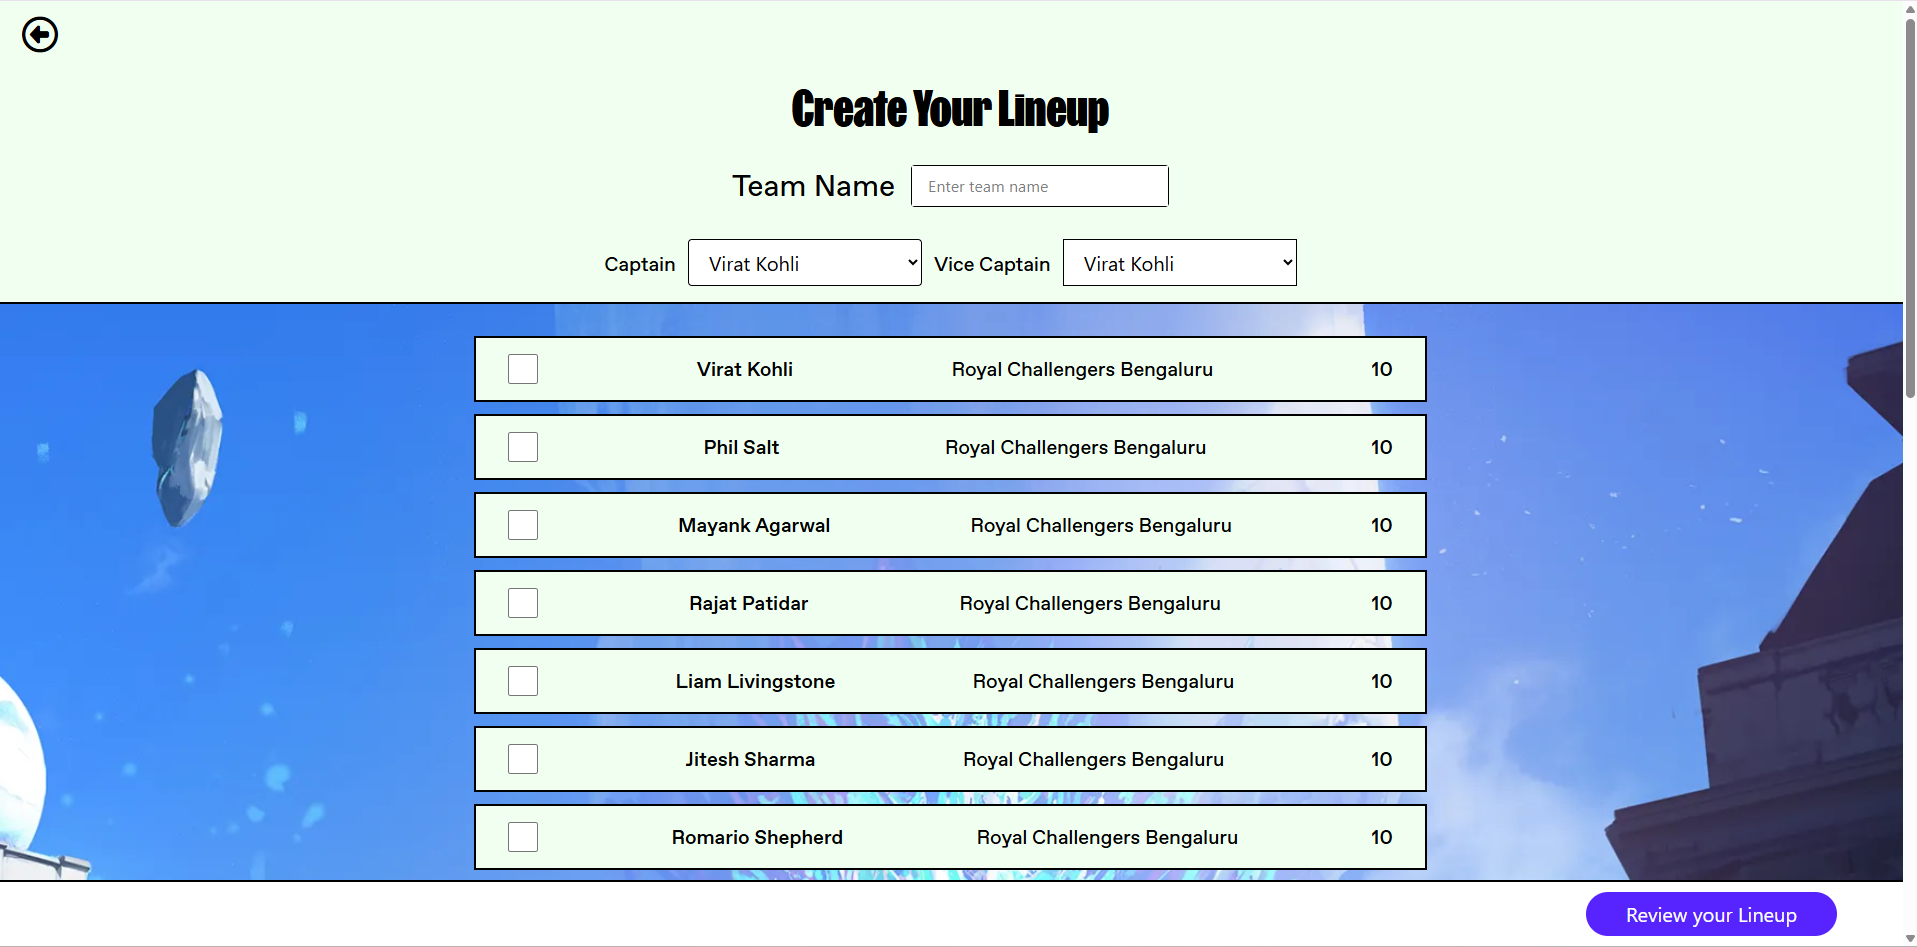 Create Your Lineup
Team Name Enter team name
Captain Virat Kohli Vice Captain Virat Kohli
Virat Kohli Royal Challengers Bengaluru 10
Phil Salt Royal Challengers Bengaluru 10
Mayank Agarwal Royal Challengers Bengaluru 10
Rajat Patidar Royal Challengers Bengaluru 10
Liam Livingstone Royal Challengers Bengaluru 10
Jitesh Sharma Royal Challengers Bengaluru 10
Romario Shepherd Royal Challengers Bengaluru 10
Review your Lineup